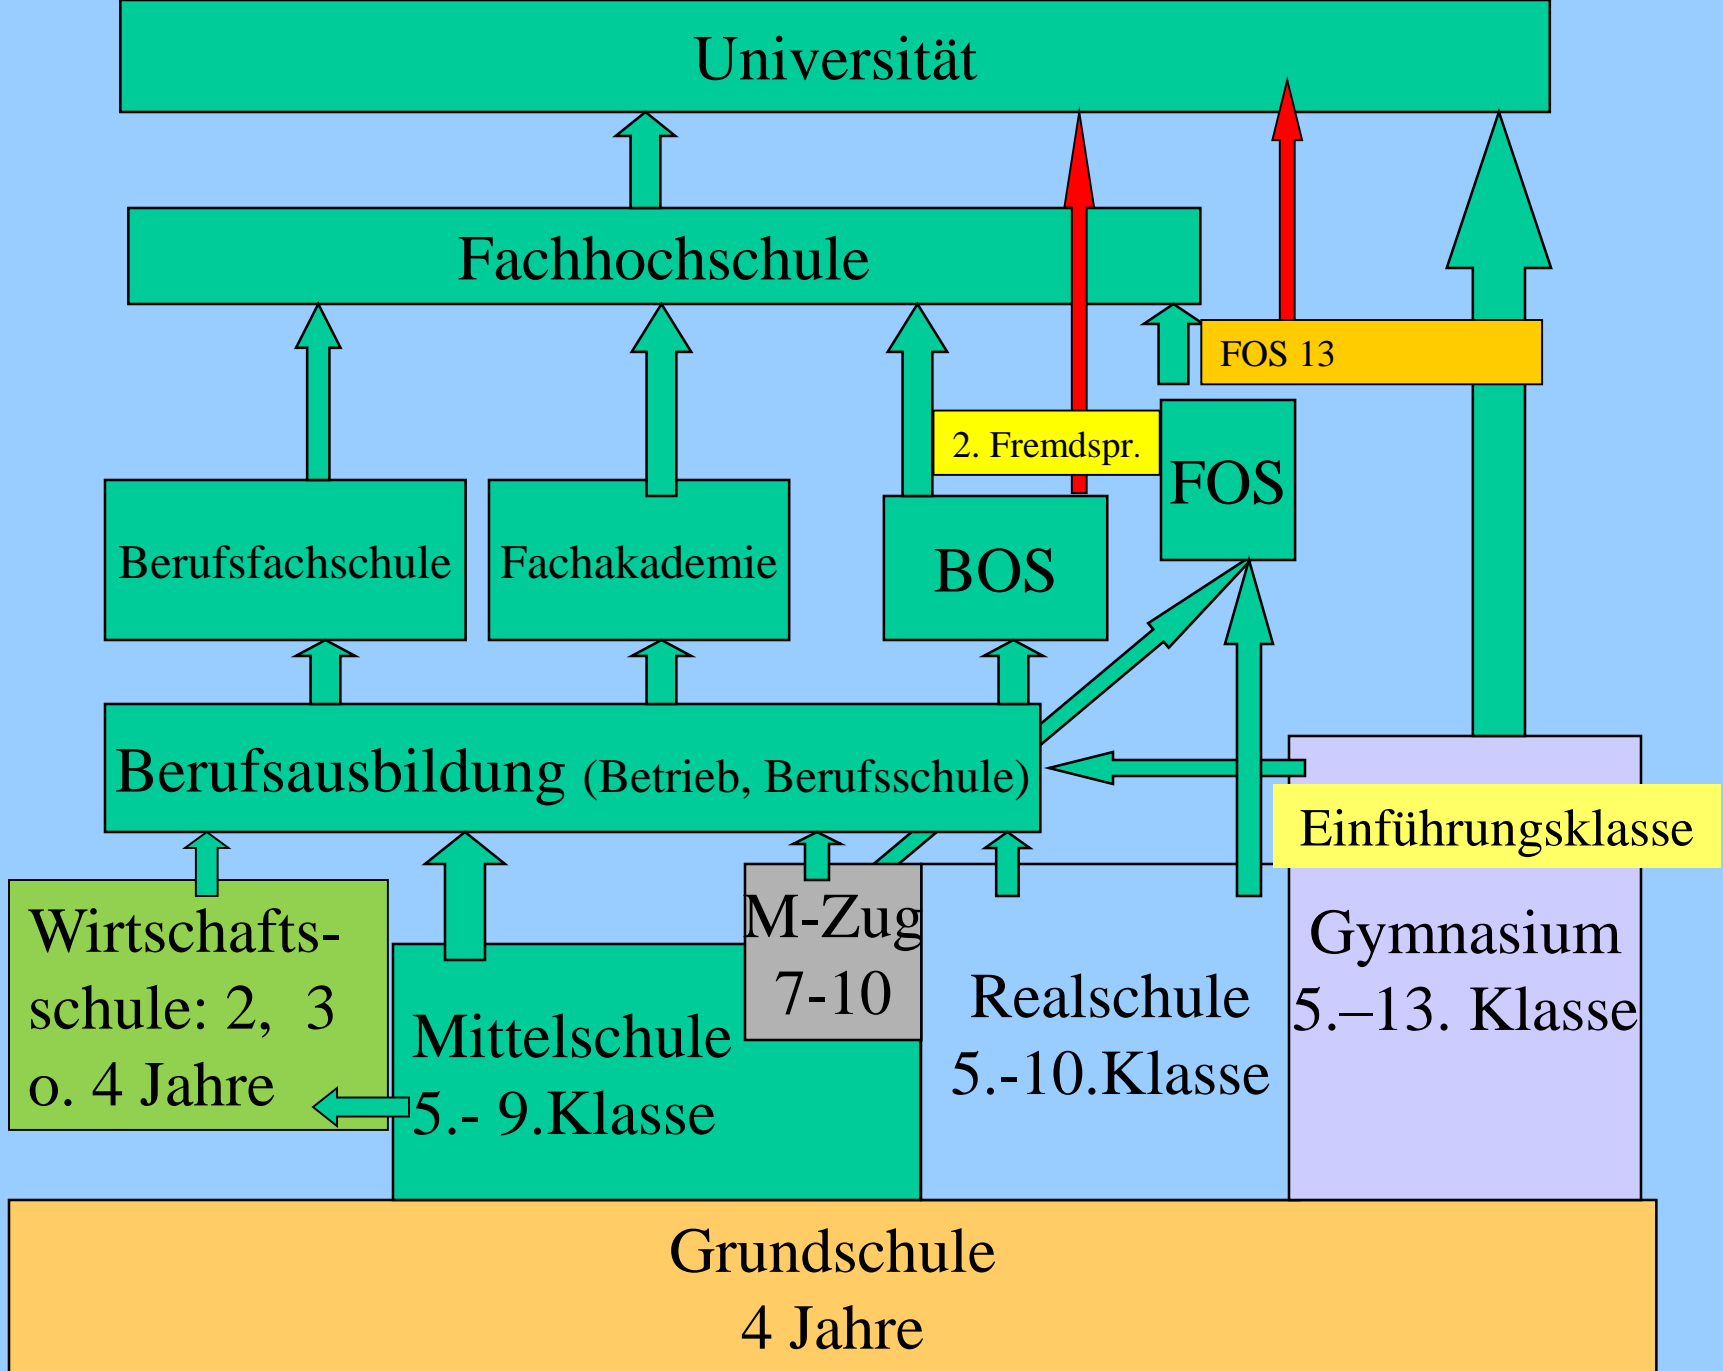 Universität
Fachhochschule
FOS 13
2. Fremdspr.
FOS
Berufsfachschule
Fachakademie
BOS
Berufsausbildung (Betrieb, Berufsschule)
Einführungsklasse
Wirtschafts-
schule: 2,  3
o. 4 Jahre
Mittelschule
5.- 9.Klasse
M-Zug
7-10
Realschule
5.-10.Klasse
Gymnasium
5.–13. Klasse
Grundschule
4 Jahre